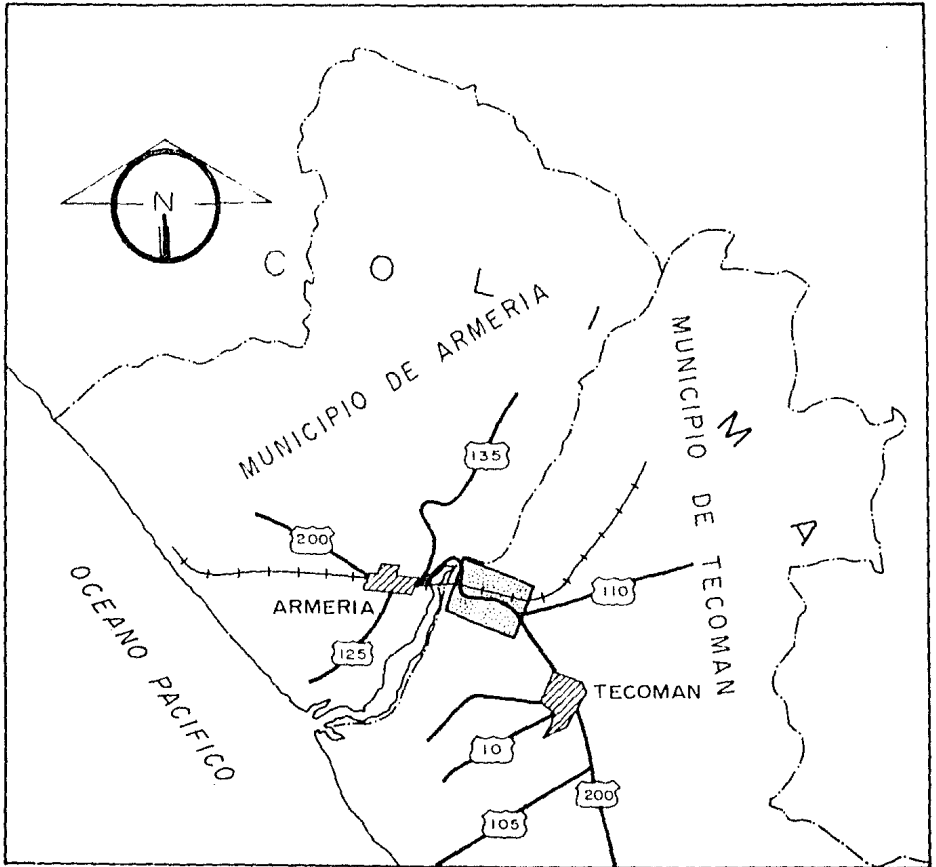 N
C O L I M A
MUNICIPIO DE ARMERIA
MUNICIPIO DE TECOMAN
135
200
110
ARMERIA
125
OCEANO PACIFICO
TECOMAN
10
200
105